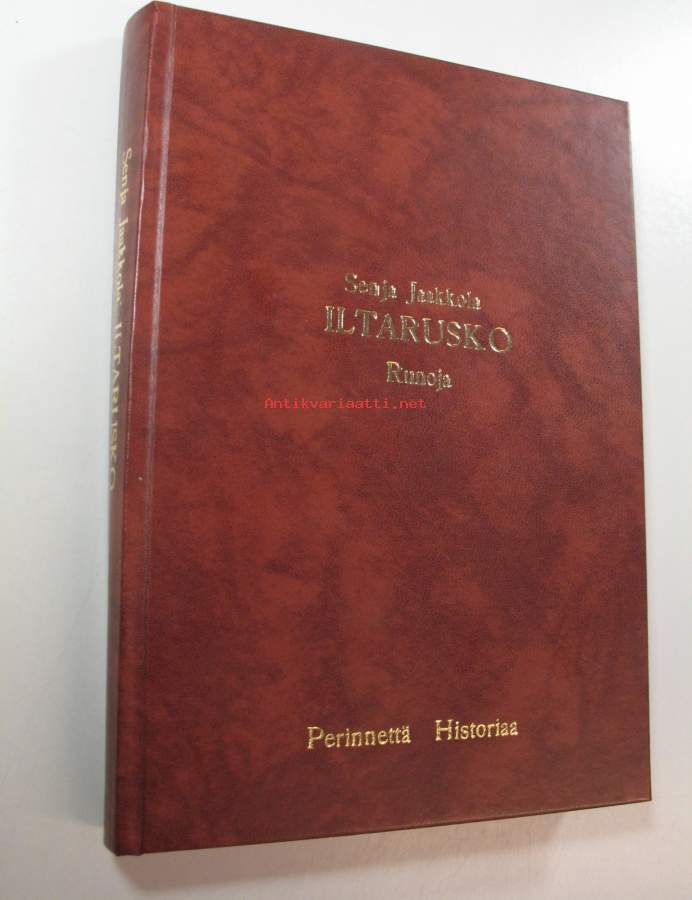 Senja Jaakkola ILTARUSKO
Senja Jaakkola
ILTARUSKO
Runoja
Antikvariaatti.net
Perinnettä Historiaa